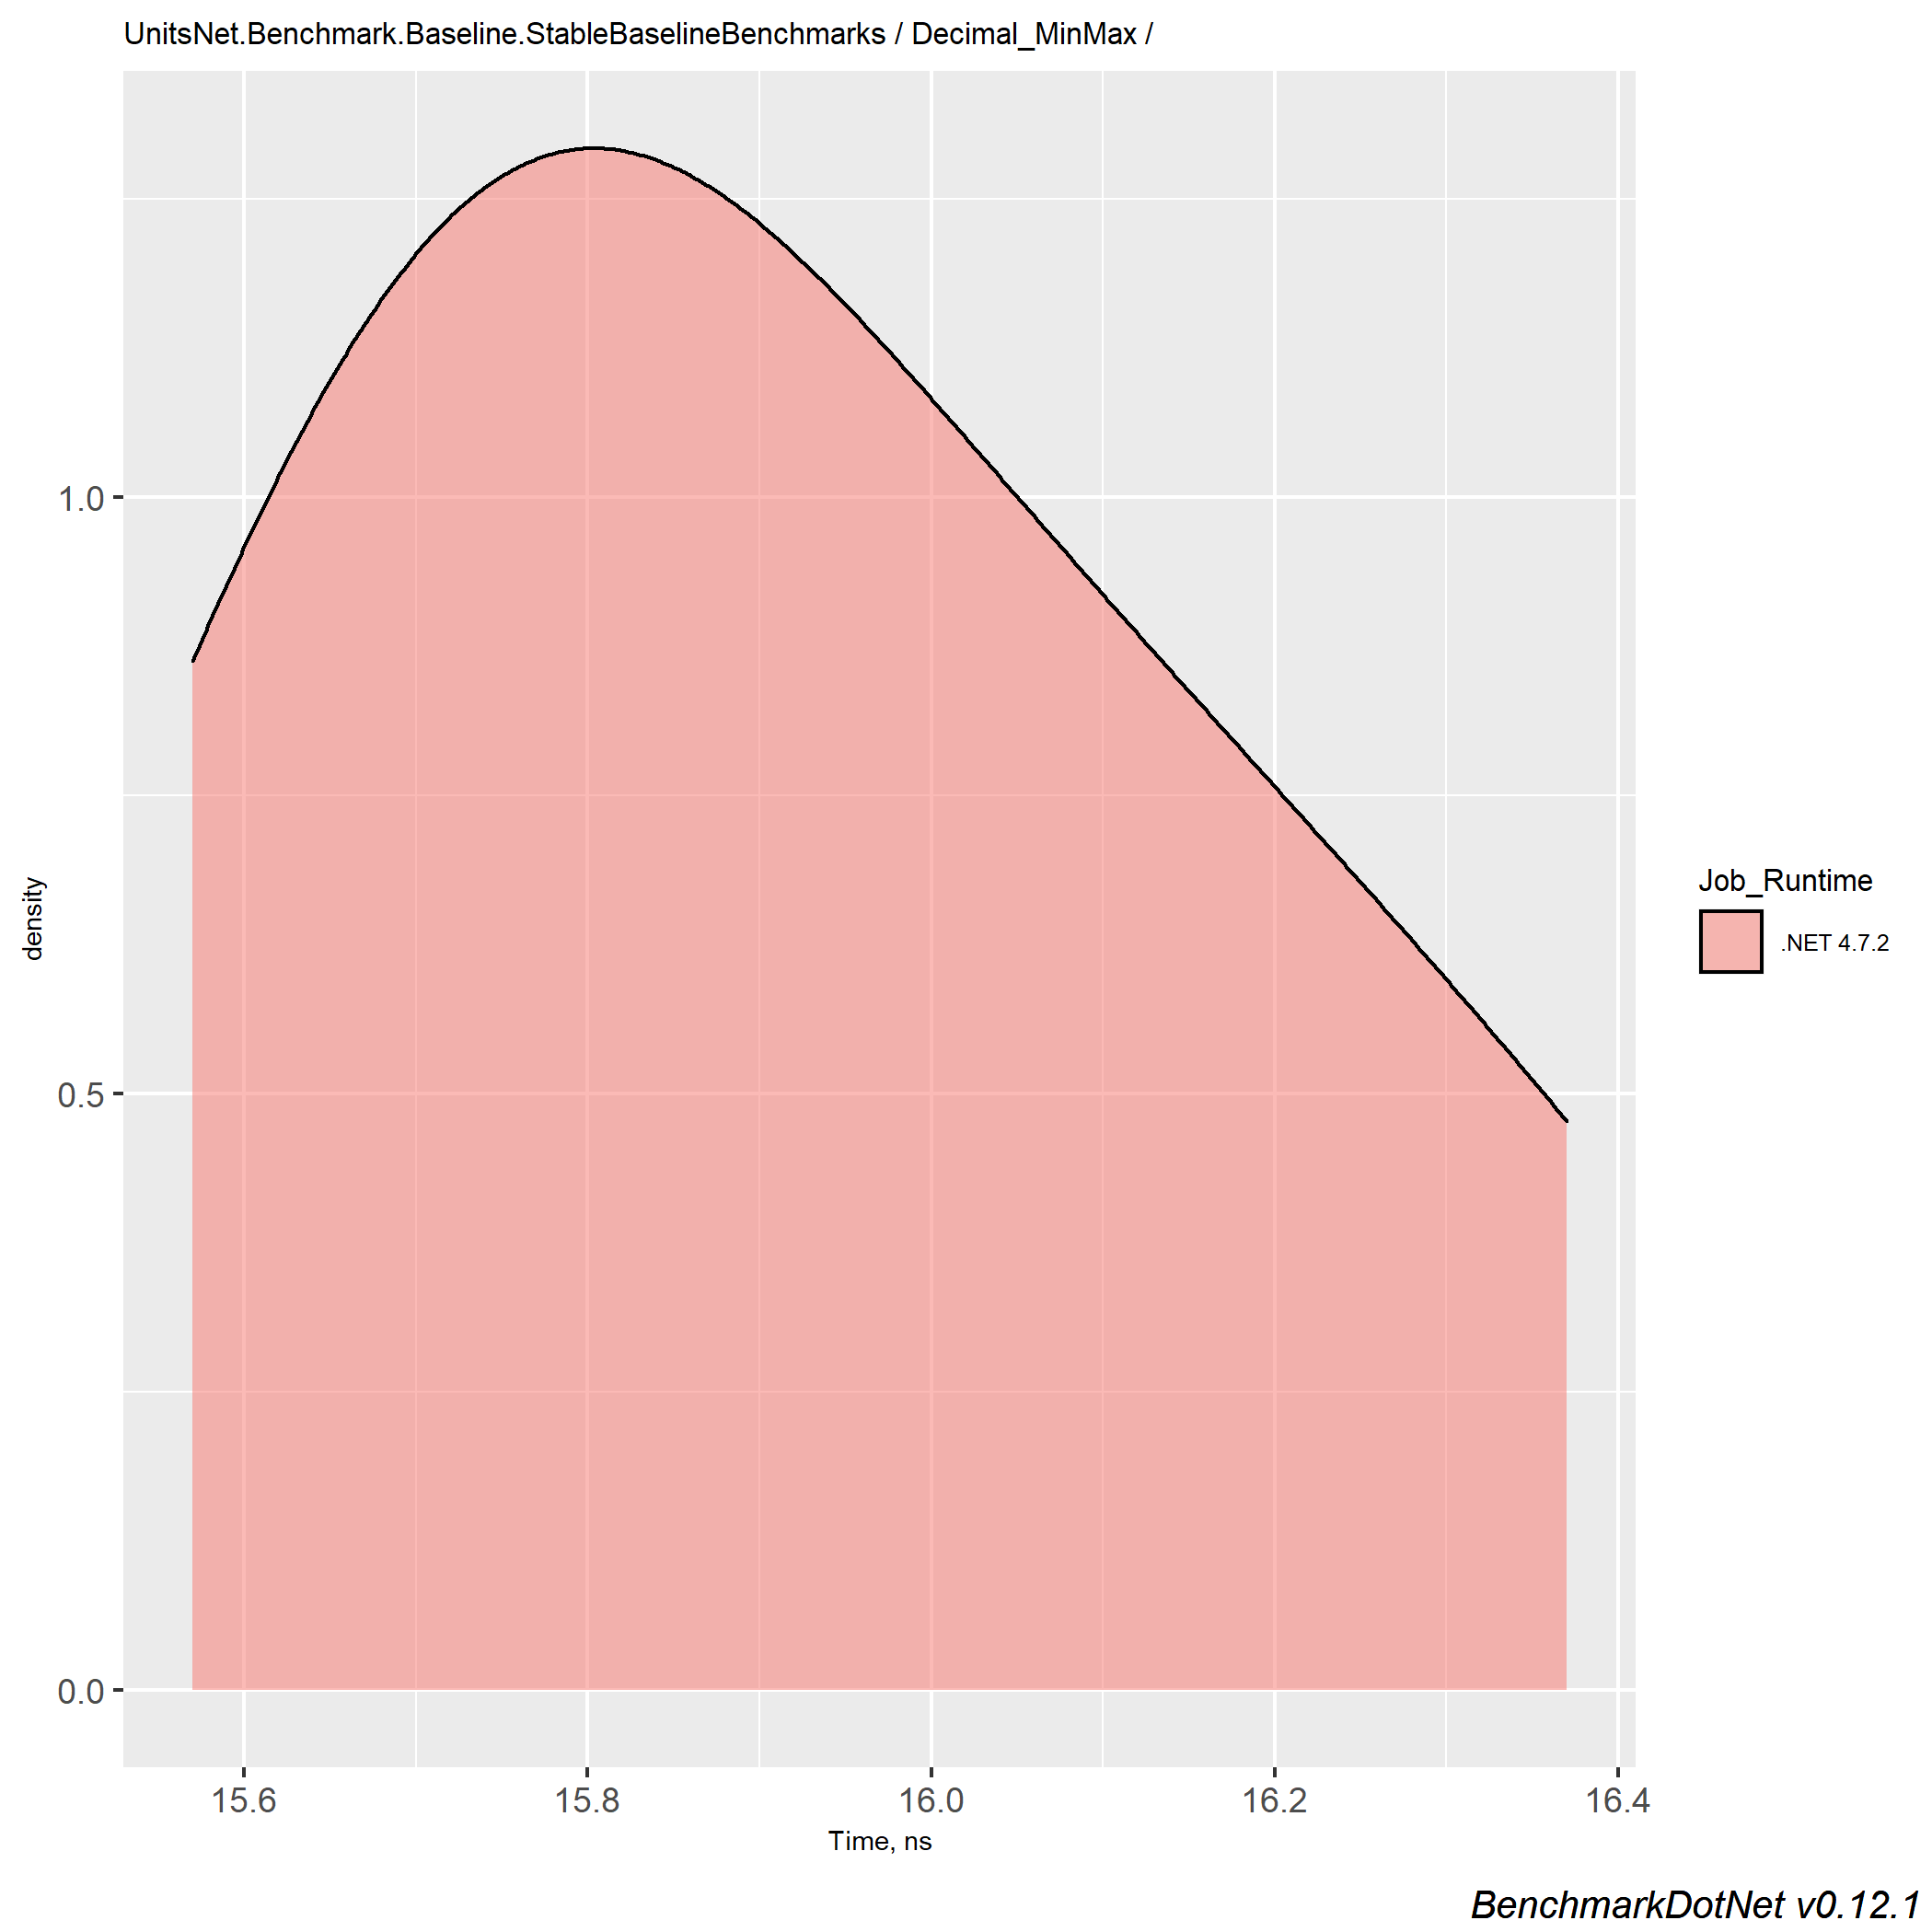 UnitsNet.Benchmark.Baseline.StableBaselineBenchmarks / Decimal_MinMax /
1.0
0.5
0.0
density
15.6 15.8 16.0 16.2 16.4
Time, ns
Job_Runtime
.NET 4.7.2
BenchmarkDotNet v0.12.1